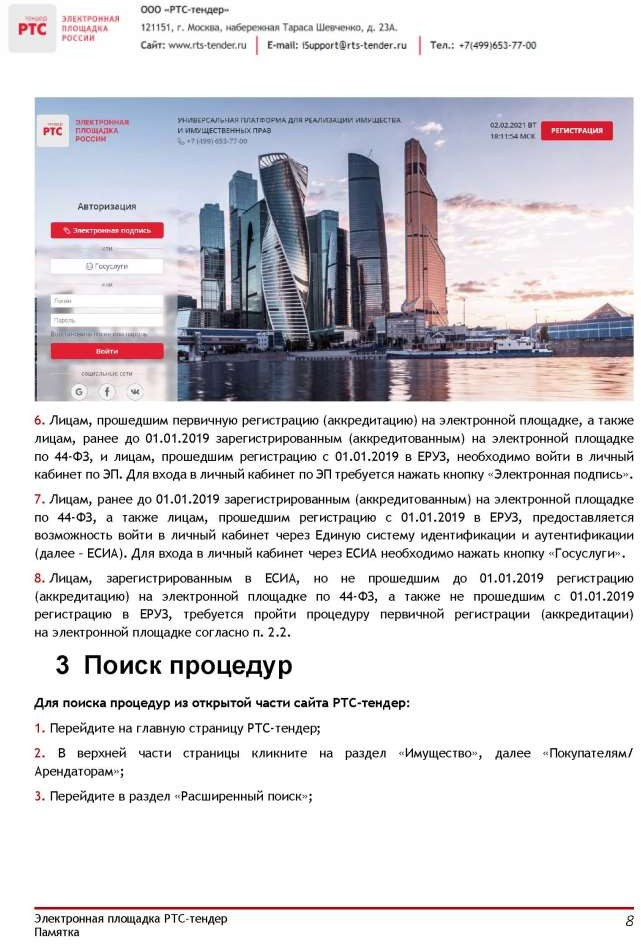 ООО «РТС-тендер»
тендер
РТС
ЭЛЕКТРОННАЯ
ПЛОЩАДКА
РОССИИ
121151, г. Москва, набережная Тараса Шевченко, д. 23А.
Сайт: www.rts-tender.ru
E-mail: iSupport@rts-tender.ru
Тел.: +7(499)653-77-00
тендер
РТС
ЭЛЕКТРОННАЯ
ПЛОЩАДКА
РОССИИ
УНИВЕРСАЛЬНАЯ ПЛАТФОРМА ДЛЯ РЕАЛИЗАЦИИ ИМУЩЕСТВА
И ИМУЩЕСТВЕННЫХ ПРАВ
+7 (499) 653-77-00
02.02.2021 ВТ
18:11:54 МСК
РЕГИСТРАЦИЯ
Авторизация
Электронная подпись
или
Госуслуги
или
Логин
Пароль
Восстановить логин или пароль
Войти
социальные сети
6. Лицам, прошедшим первичную регистрацию (аккредитацию) на электронной площадке, а также
лицам, ранее до 01.01.2019 зарегистрированным (аккредитованным) на электронной площадке
по 44-ФЗ, и лицам, прошедшим регистрацию с 01.01.2019 в ЕРУЗ, необходимо войти в личный
кабинет по ЭП. Для входа в личный кабинет по ЭП требуется нажать кнопку «Электронная подпись».
7. Лицам, ранее до 01.01.2019 зарегистрированным (аккредитованным) на электронной площадке
по 44-ФЗ, а также лицам, прошедшим регистрацию с 01.01.2019 в ЕРУЗ, предоставляется
возможность войти в личный кабинет через Единую систему идентификации и аутентификации
(далее – ЕСИА). Для входа в личный кабинет через ЕСИА необходимо нажать кнопку «Госуслуги».
8. Лицам, зарегистрированным в ЕСИА, но не прошедшим до 01.01.2019 регистрацию
(аккредитацию) на электронной площадке по 44-ФЗ, а также не прошедшим с 01.01.2019
регистрацию в ЕРУЗ, требуется пройти процедуру первичной регистрации (аккредитации)
на электронной площадке согласно п. 2.2.
3 Поиск процедур
Для поиска процедур из открытой части сайта РТС-тендер:
1. Перейдите на главную страницу РТС-тендер;
2. В верхней части страницы кликните на раздел «Имущество», далее «Покупателям/
Арендаторам»;
3. Перейдите в раздел «Расширенный поиск»;
Электронная площадка РТС-тендер
Памятка
8